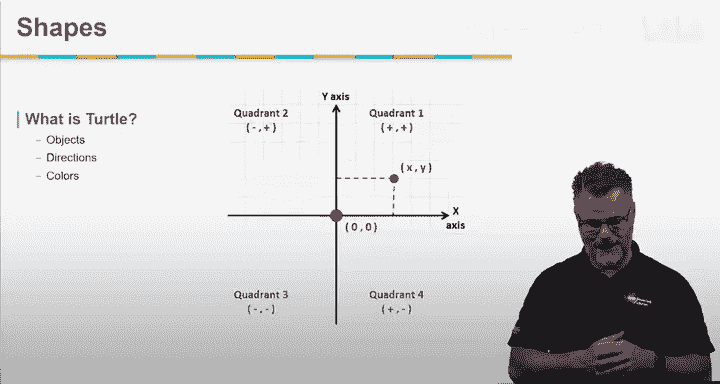 Shapes
What is Turtle?
– Objects
– Directions
– Colors
Y axis
Quadrant 2
(-,+)
Quadrant 1
(+,+)
(x,y)
X
axis
(0,0)
Quadrant 3
(-,-)
Quadrant 4
(+,-)